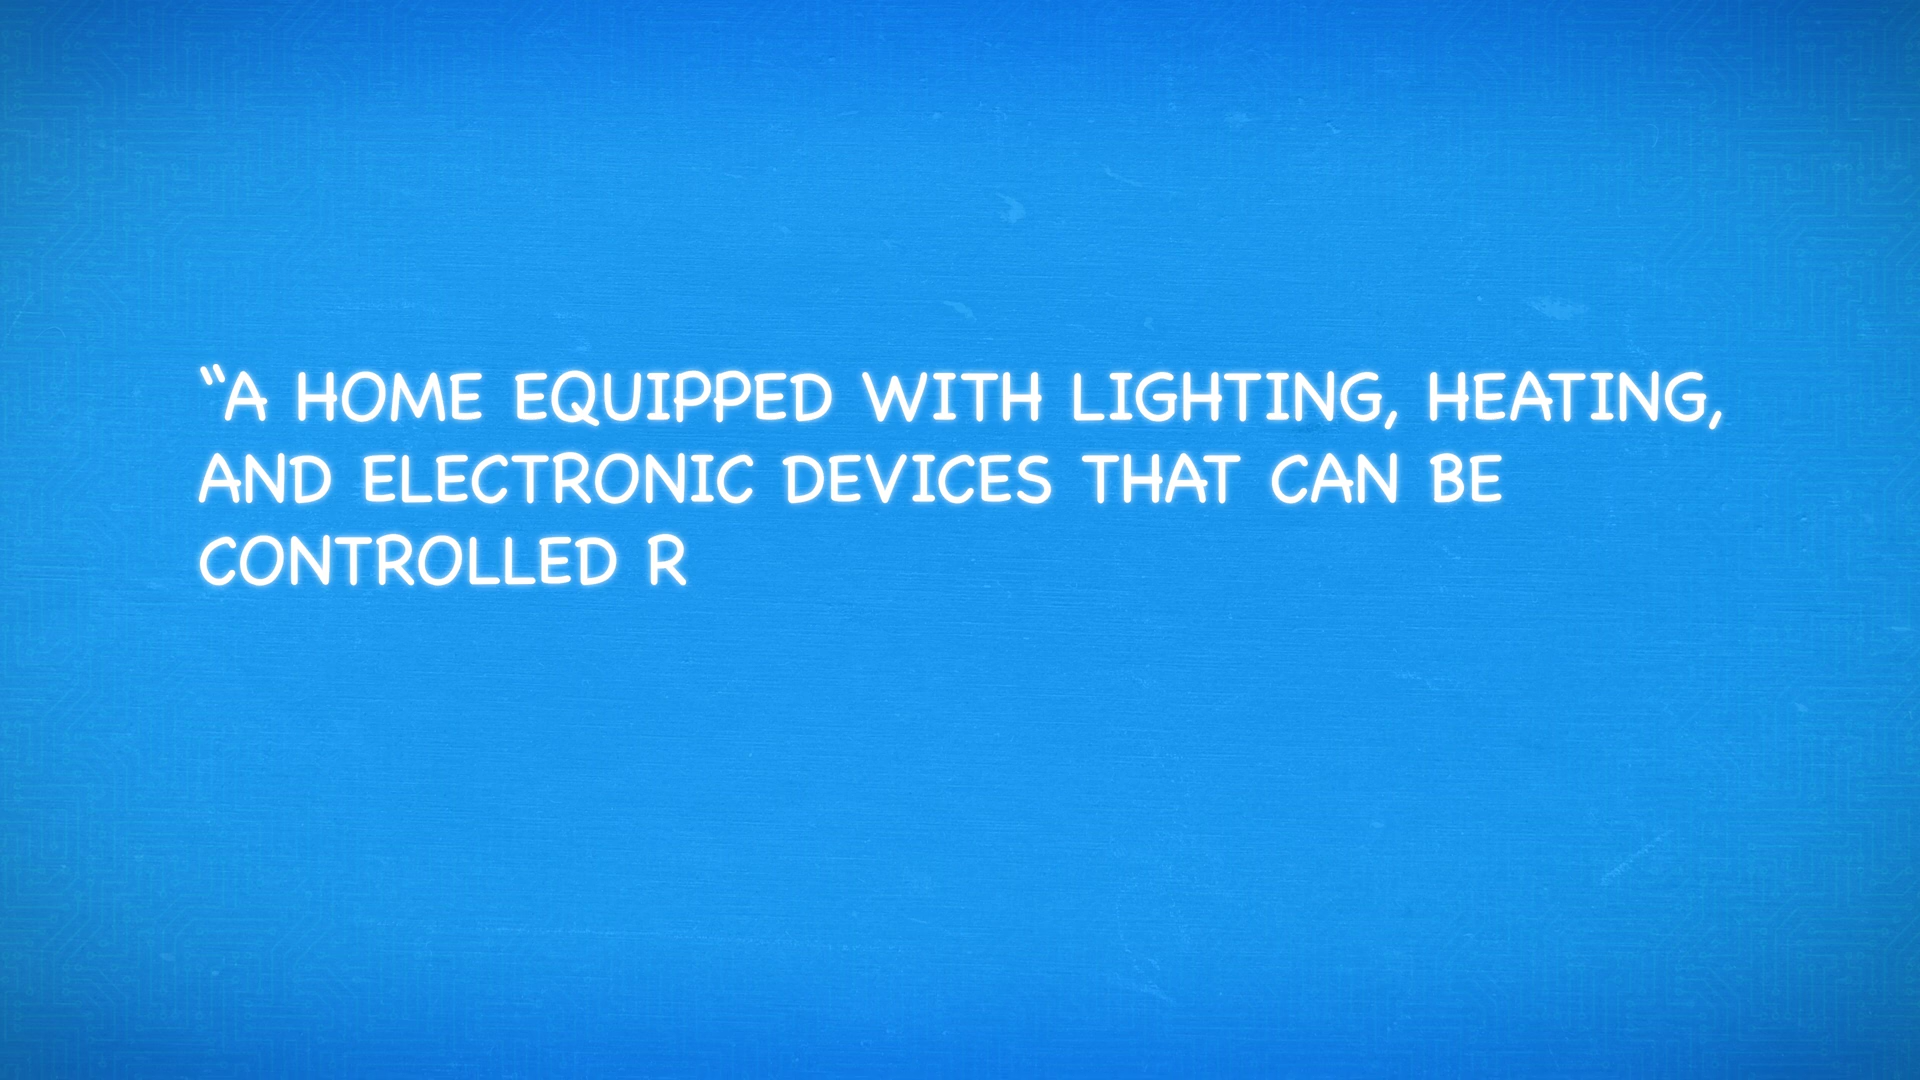 “A HOME EQUIPPED WITH LIGHTING, HEATING,
AND ELECTRONIC DEVICES THAT CAN BE
CONTROLLED R